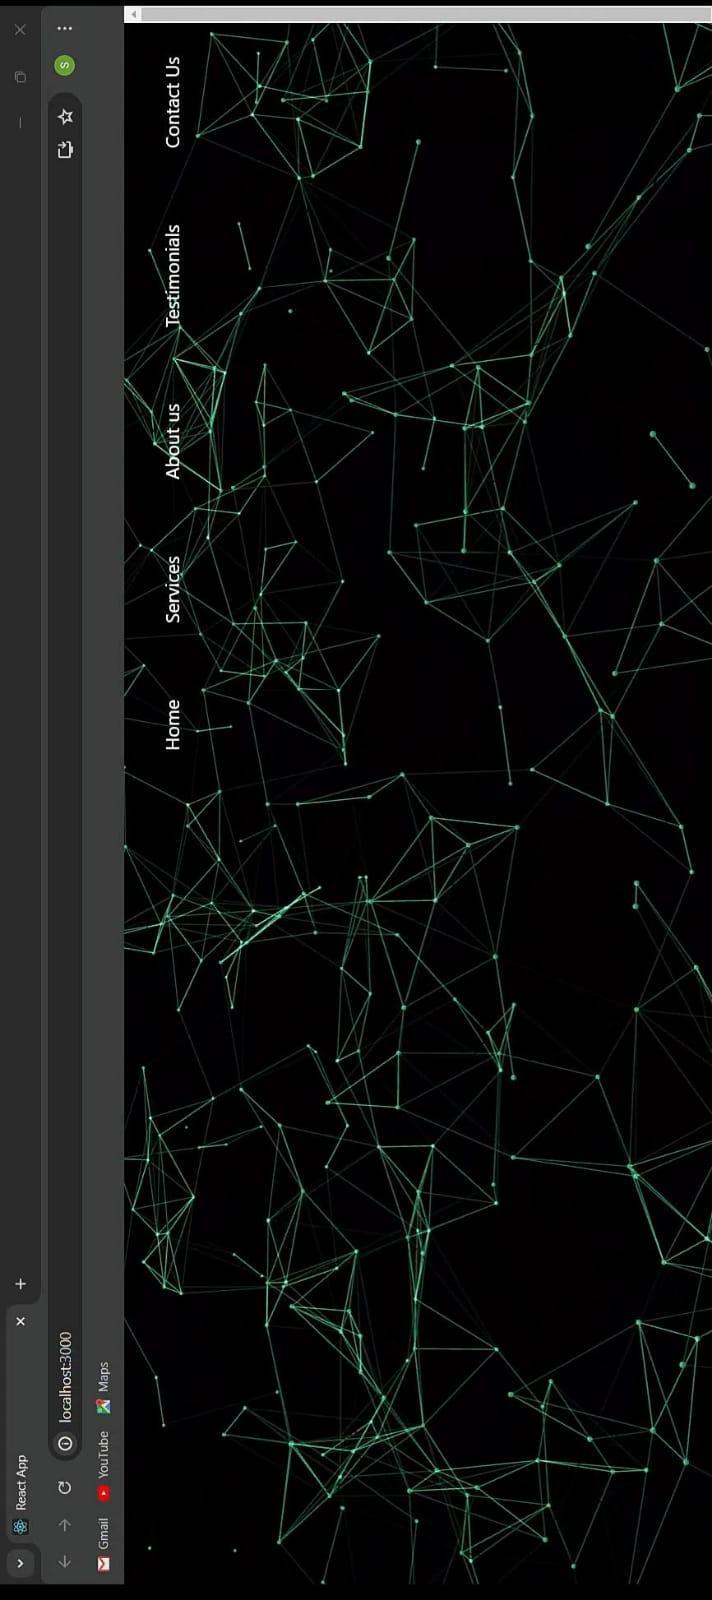 React App
S
localhost:3000
Gmail YouTube Maps
Home Services About us Testimonials Contact Us